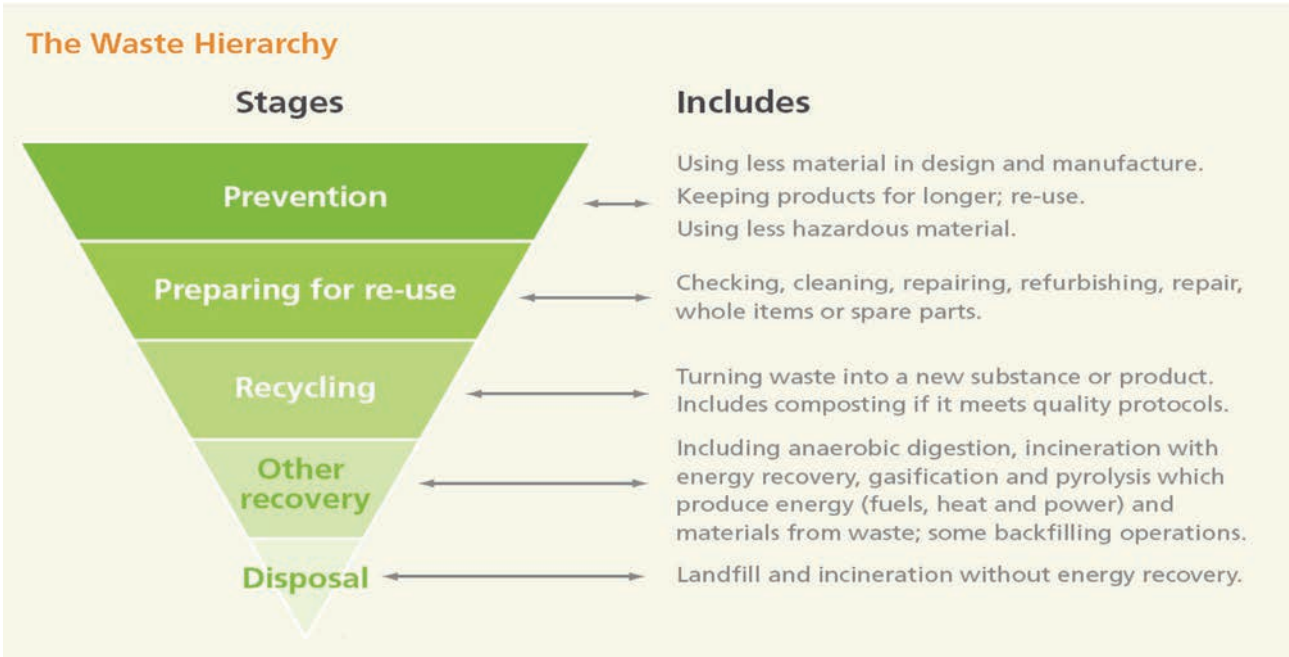 The Waste Hierarchy
Stages
Includes
Prevention
Using less material in design and manufacture.
Keeping products for longer; re-use.
Using less hazardous material.
Preparing for re-use
Checking, cleaning, repairing, refurbishing, repair,
whole items or spare parts.
Recycling
Turning waste into a new substance or product.
Includes composting if it meets quality protocols.
Other
recovery
Including anaerobic digestion, incineration with
energy recovery, gasification and pyrolysis which
produce energy (fuels, heat and power) and
materials from waste; some backfilling operations.
Disposal
Landfill and incineration without energy recovery.